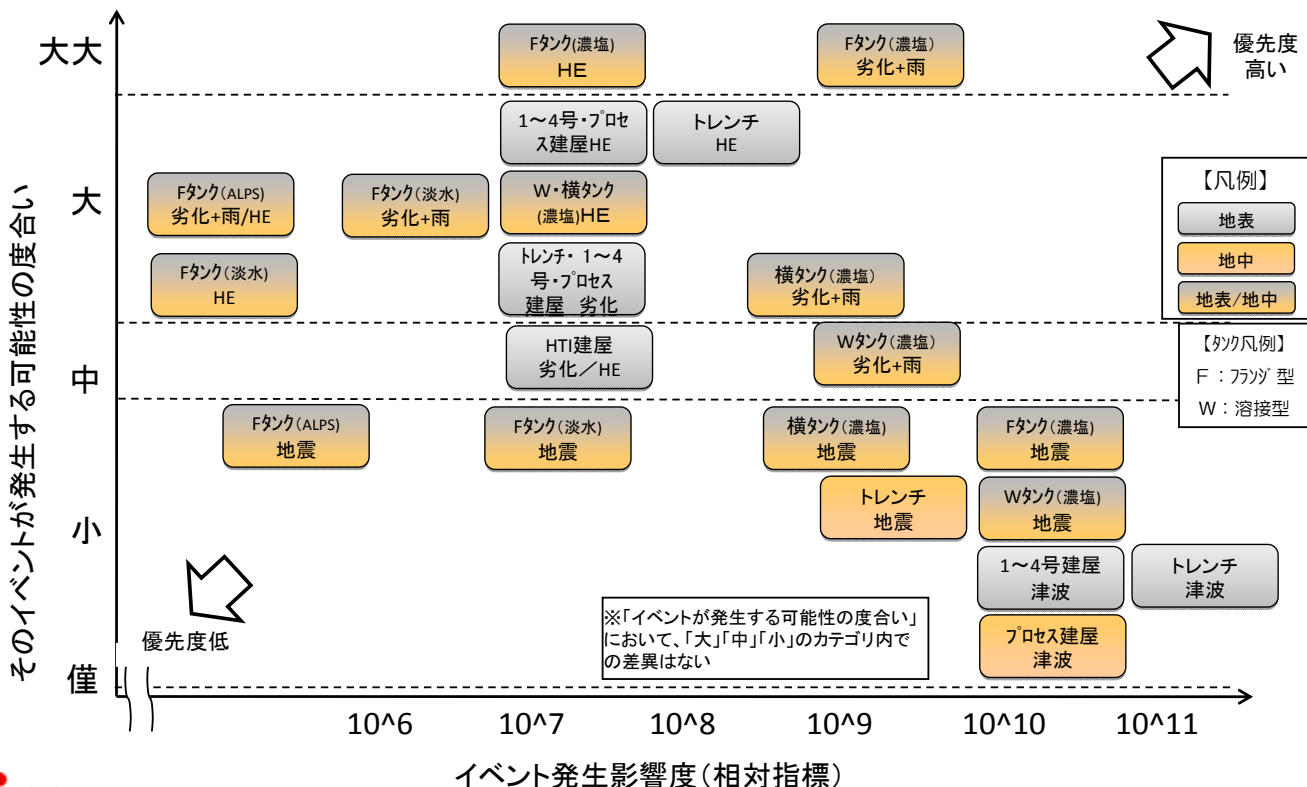 そのイベントが発生する可能性の度合い
大大
Fタンク(濃塩)
HE
Fタンク(濃塩)
劣化+雨
優先度
高い
大
1～4号・プロセ
ス建屋HE
トレンチ
HE
Fタンク(ALPS)
劣化+雨/HE
Fタンク(淡水)
劣化+雨
W・横タンク
(濃塩)HE
Fタンク(淡水)
HE
トレンチ・1～4
号・プロセス
建屋 劣化
横タンク(濃塩)
劣化+雨
【凡例】
地表
地中
地表/地中
【タンク凡例】
F：フランジ型
W：溶接型
中
HTI建屋
劣化／HE
Wタンク(濃塩)
劣化+雨
小
Fタンク(ALPS)
地震
Fタンク(淡水)
地震
横タンク(濃塩)
地震
Fタンク(濃塩)
地震
トレンチ
地震
Wタンク(濃塩)
地震
1～4号建屋
津波
トレンチ
津波
プロセス建屋
津波
優先度低
※「イベントが発生する可能性の度合い」
において、「大」「中」「小」のカテゴリ内で
の差異はない
僅
10^6
10^7
10^8
10^9
10^10
10^11
イベント発生影響度(相対指標)